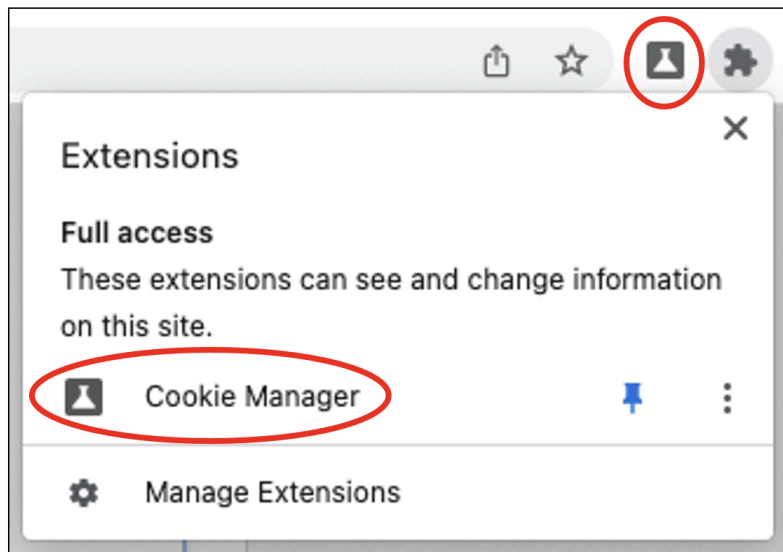 Extensions
Full access
These extensions can see and change information
on this site.
Cookie Manager
Manage Extensions